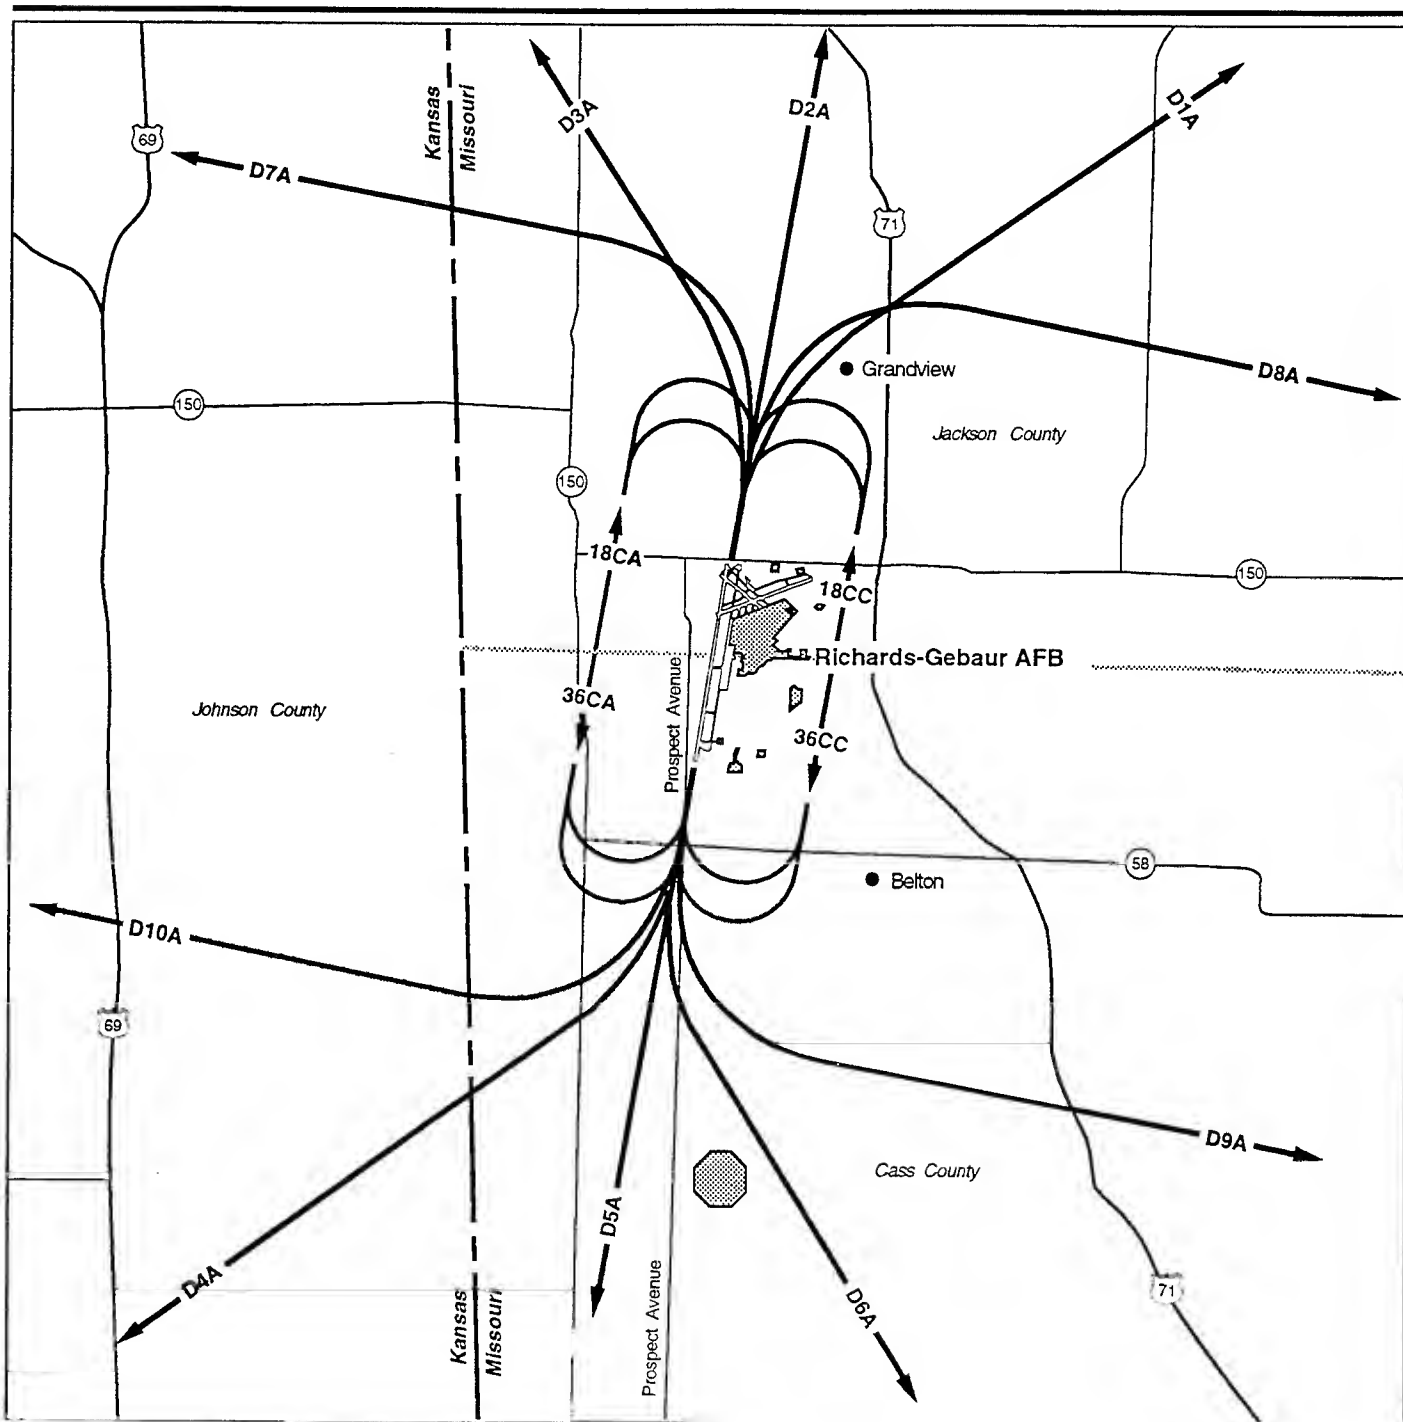 D3A
D2A
D1A
Kansas
Missouri
69
D7A
71
Grandview
D8A
150
Jackson County
150
18CA
150
18CC
Richards-Gebaur AFB
Prospect Avenue
36CA
Johnson County
36CC
58
Belton
D10A
69
D9A
Cass County
D5A
D4A
D6A
71
Kansas
Missouri
Prospect Avenue